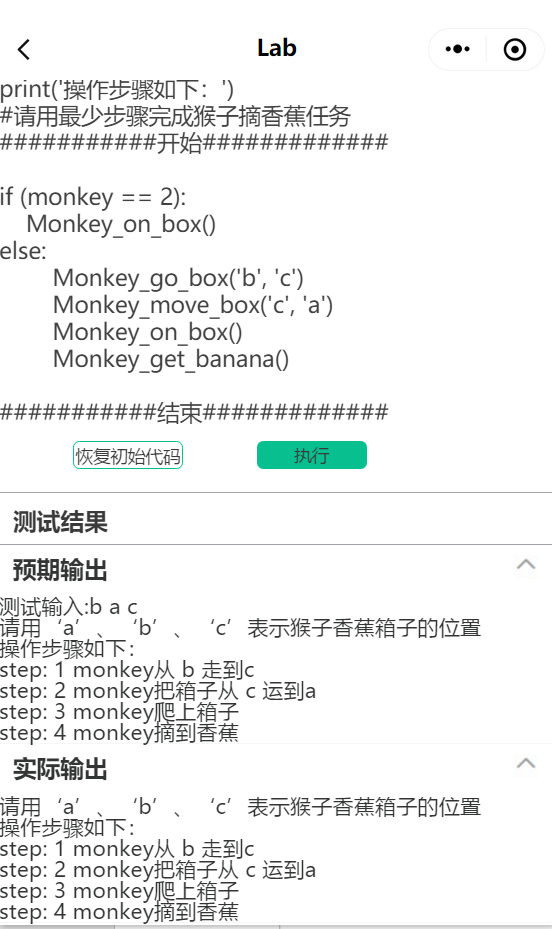 Lab
print('操作步骤如下：')
#请用最少步骤完成猴子摘香蕉任务
###########开始#############
if (monkey == 2):
    Monkey_on_box()
else:
        Monkey_go_box('b', 'c')
        Monkey_move_box('c', 'a')
        Monkey_on_box()
        Monkey_get_banana()
###########结束#############
恢复初始代码 执行
测试结果
预期输出
测试输入:b a c
请用‘a’、‘b’、‘c’表示猴子香蕉箱子的位置
操作步骤如下：
step: 1 monkey从 b 走到c
step: 2 monkey把箱子从 c 运到a
step: 3 monkey爬上箱子
step: 4 monkey摘到香蕉
实际输出
请用‘a’、‘b’、‘c’表示猴子香蕉箱子的位置
操作步骤如下：
step: 1 monkey从 b 走到c
step: 2 monkey把箱子从 c 运到a
step: 3 monkey爬上箱子
step: 4 monkey摘到香蕉